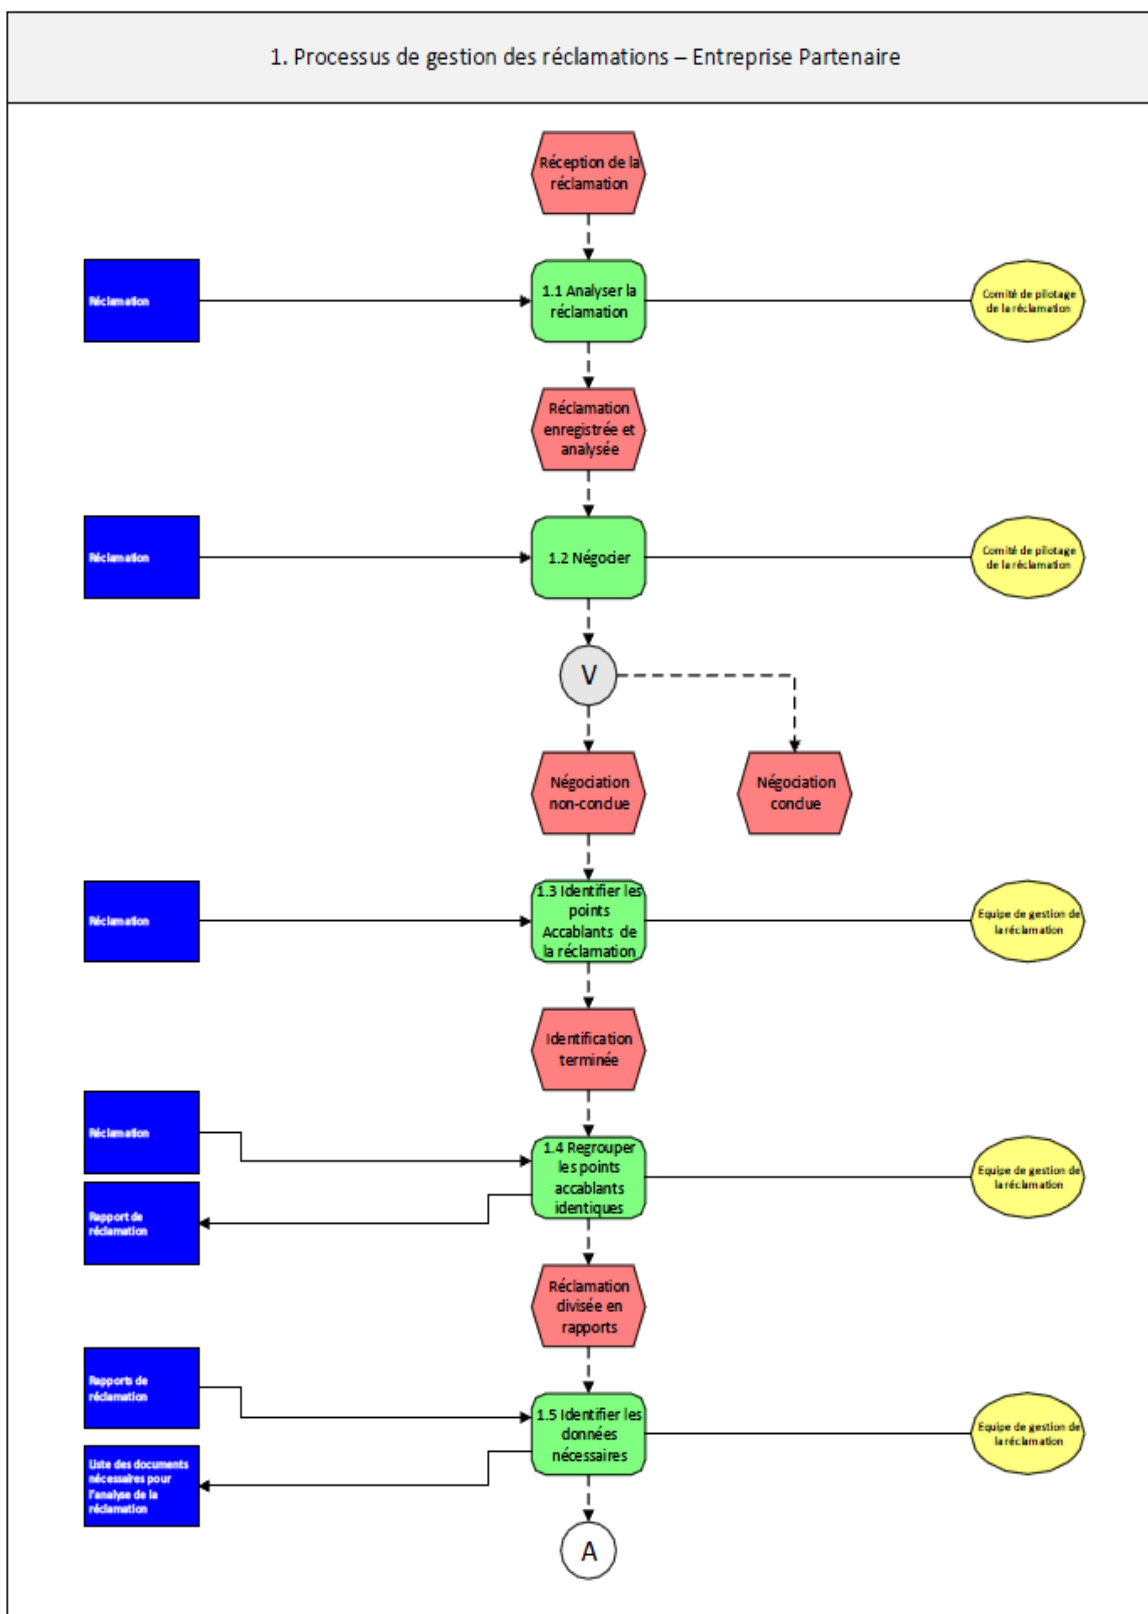 1. Processus de gestion des réclamations – Entreprise Partenaire
Réception de la
réclamation
Réclamation
1.1 Analyser la
réclamation
Comité de pilotage
de la réclamation
Réclamation
enregistrée et
analysée
Réclamation
1.2 Négocier
Comité de pilotage
de la réclamation
V
Négociation
non-conclue
Négociation
conclue
Réclamation
1.3 Identifier les
points
Accablants de
la réclamation
Equipe de gestion de
la réclamation
Identification
terminée
Réclamation
1.4 Regrouper
les points
accablants
identiques
Equipe de gestion de
la réclamation
Rapport de
réclamation
Réclamation
divisée en
rapports
Rapports de
réclamation
1.5 Identifier les
données
nécessaires
Equipe de gestion de
la réclamation
Liste des documents
nécessaires pour
l'analyse de la
réclamation
A